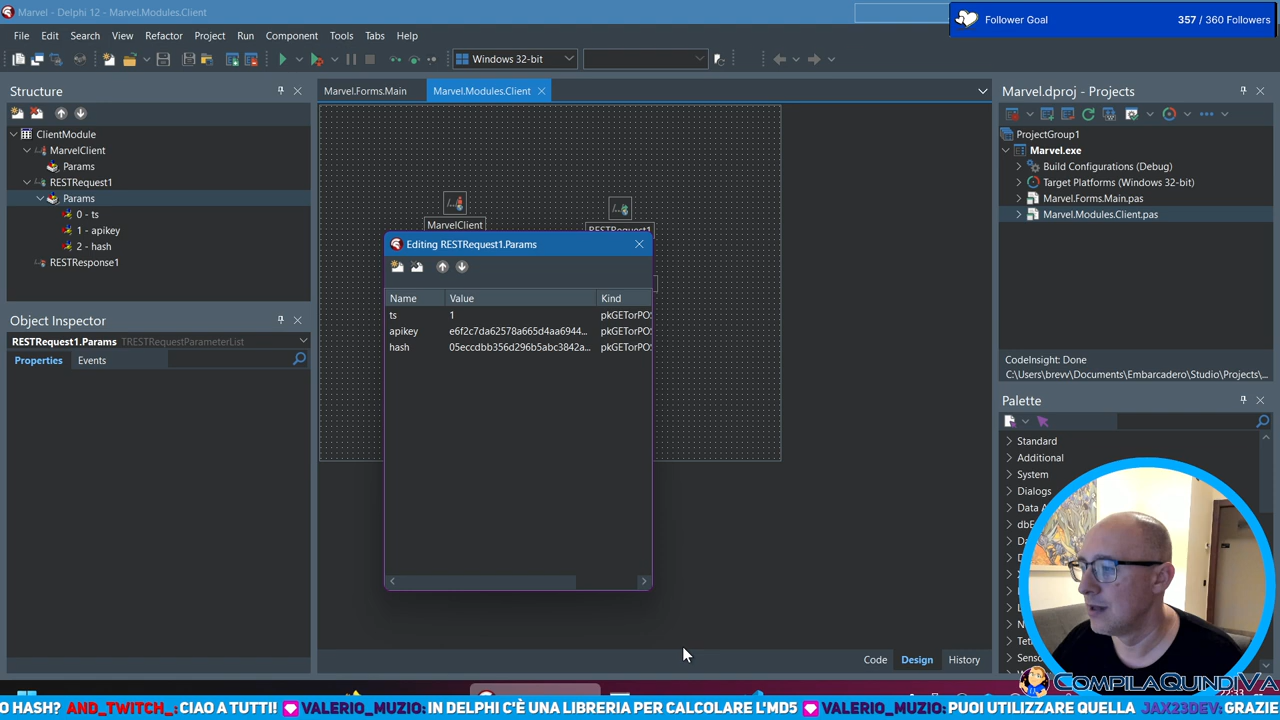 Marvel - Delphi 12 - Marvel.Modules.Client
Follower Goal
357 / 360 Followers
File Edit Search View Refactor Project Run Component Tools Tabs Help
Windows 32-bit
Structure
ClientModule
MarvelClient
Params
RESTRequest1
Params
0 - ts
1 - apikey
2 - hash
RESTResponse1
Object Inspector
RESTRequest1.Params TRESTRequestParameterList
Properties Events
Marvel.Forms.Main Marvel.Modules.Client
MarvelClient
RESTRequest1
Editing RESTRequest1.Params
Name Value Kind
ts 1 pkGETorPOS
apikey e6f2c7da62578a665d4aa6944... pkGETorPOS
hash 05eccdbb356d296b5abc3842a... pkGETorPOS
Code Design History
Marvel.dproj - Projects
ProjectGroup1
Marvel.exe
Build Configurations (Debug)
Target Platforms (Windows 32-bit)
Marvel.Forms.Main.pas
Marvel.Modules.Client.pas
CodeInsight: Done
C:\Users\brevv\Documents\Embarcadero\Studio\Projects\...
Palette
Standard
Additional
System
Dialogs
Data A
dbE
COMPILAQUINDIVA
O HASH? AND_TWITCH_: CIAO A TUTTI! VALERIO_MUZIO: IN DELPHI C'È UNA LIBRERIA PER CALCOLARE L'MD5 VALERIO_MUZIO: PUOI UTILIZZARE QUELLA JAX23DEV: GRAZIE